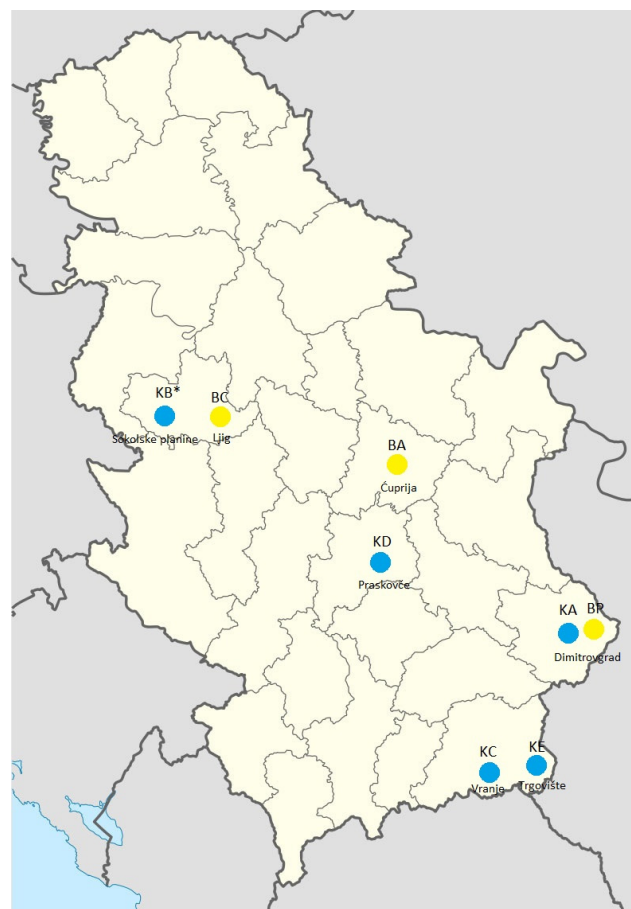 KB*
BC
Sokolske planine
Ljig
BA
Ćuprija
KD
Praskovče
KA
BP
Dimitrovgrad
KC
KE
Vranje
Trgovište